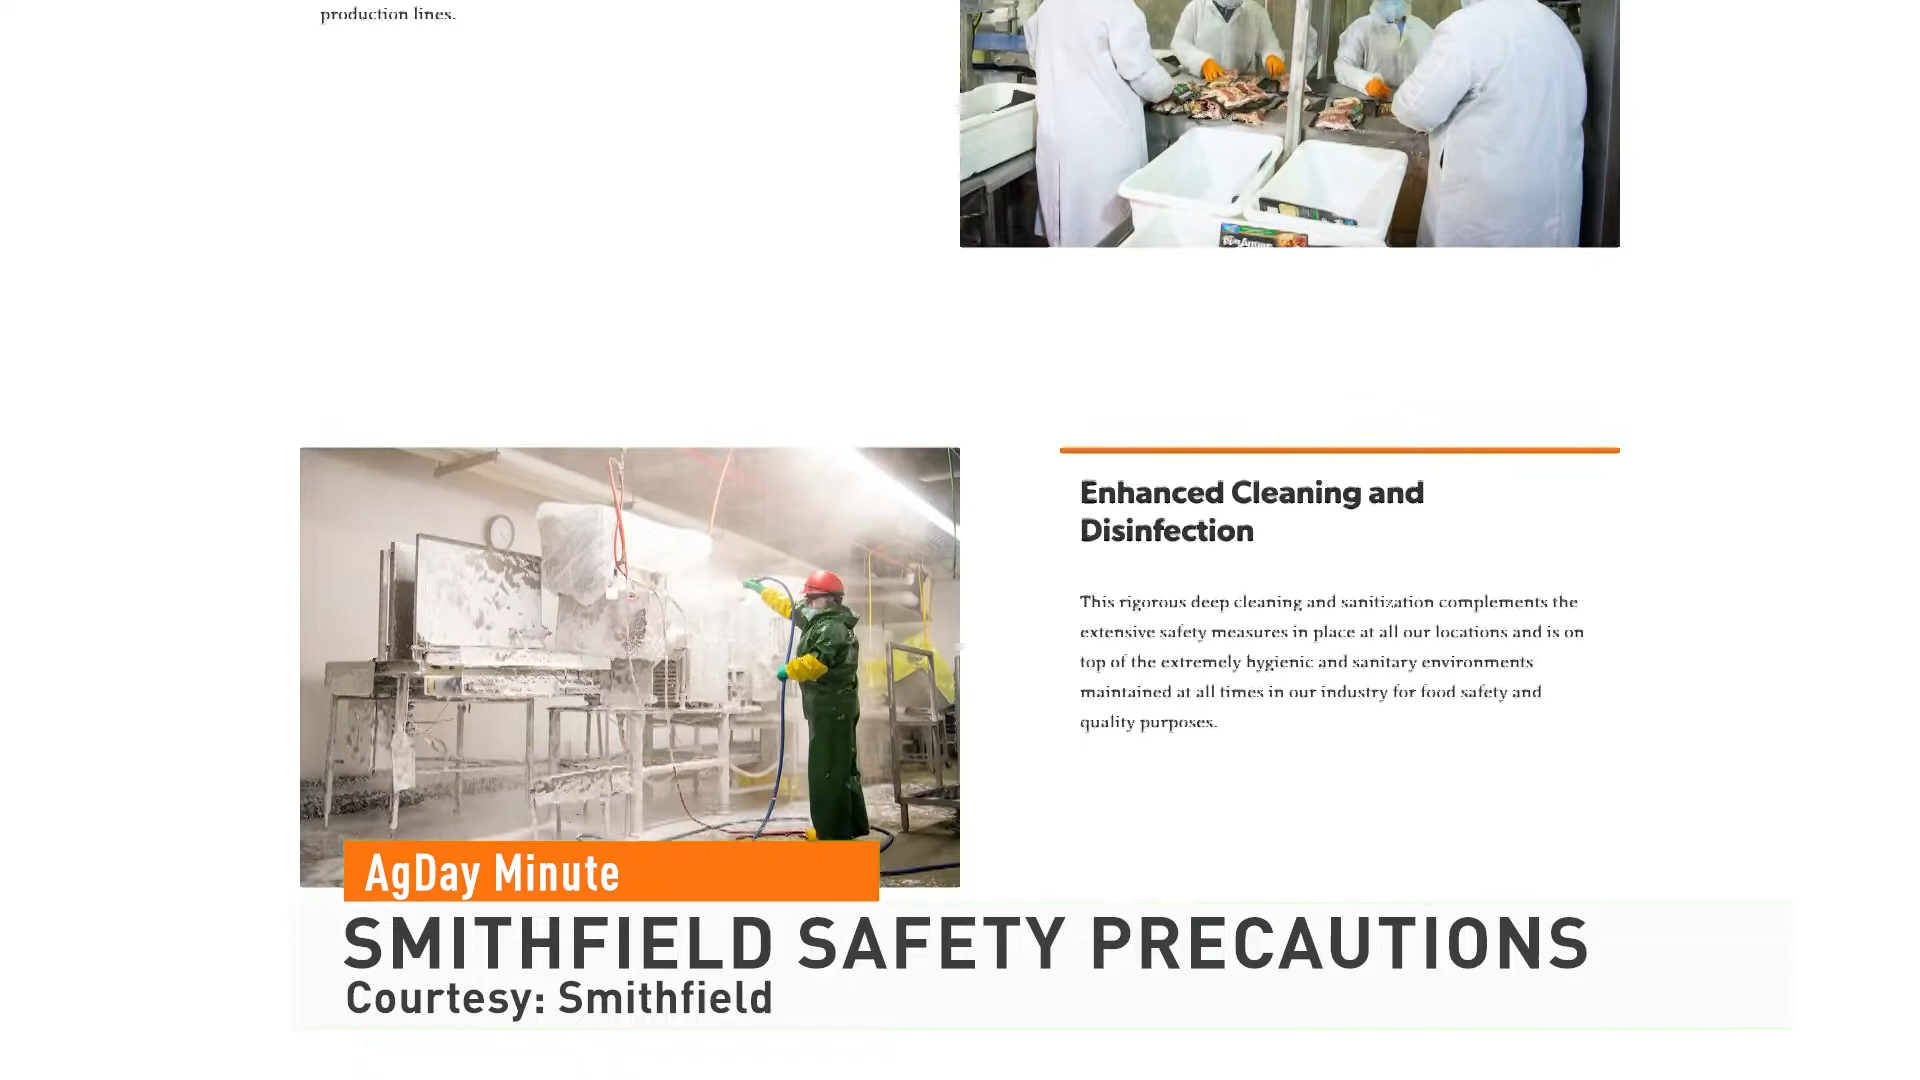 production lines.
Enhanced Cleaning and
Disinfection
This rigorous deep cleaning and sanitization complements the
extensive safety measures in place at all our locations and is on
top of the extremely hygienic and sanitary environments
maintained at all times in our industry for food safety and
quality purposes.
AgDay Minute
SMITHFIELD SAFETY PRECAUTIONS
Courtesy: Smithfield